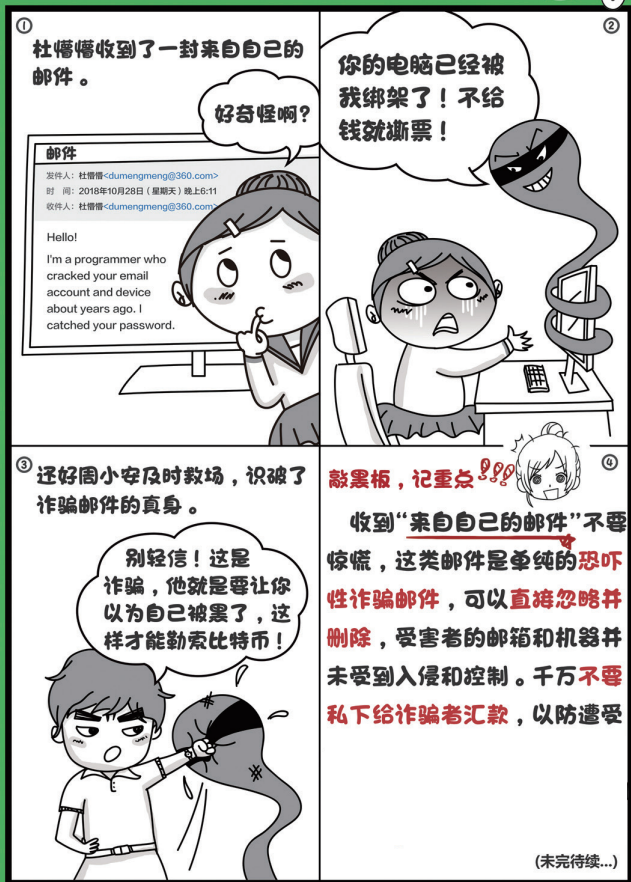 ①
杜懵懵收到了一封来自自己的
邮件。
好奇怪啊?
邮件
发件人：杜懵懵<dumengmeng@360.com>
时　间：2018年10月28日（星期天）晚上6:11
收件人：杜懵懵<dumengmeng@360.com
Hello!
I'm a programmer who
cracked your email
account and device
about years ago. I
catched your password.
②
你的电脑已经被
我绑架了！不给
钱就撕票！
③
还好周小安及时救场，识破了
诈骗邮件的真身。
别轻信！这是
诈骗，他就是要让你
以为自己被黑了，这
样才能勒索比特币！
④
敲黑板，记重点
收到“来自自己的邮件”不要
惊慌，这类邮件是单纯的恐吓
性诈骗邮件，可以直接忽略并
删除，受害者的邮箱和机器并
未受到入侵和控制。千万不要
私下给诈骗者汇款，以防遭受
(未完待续...)